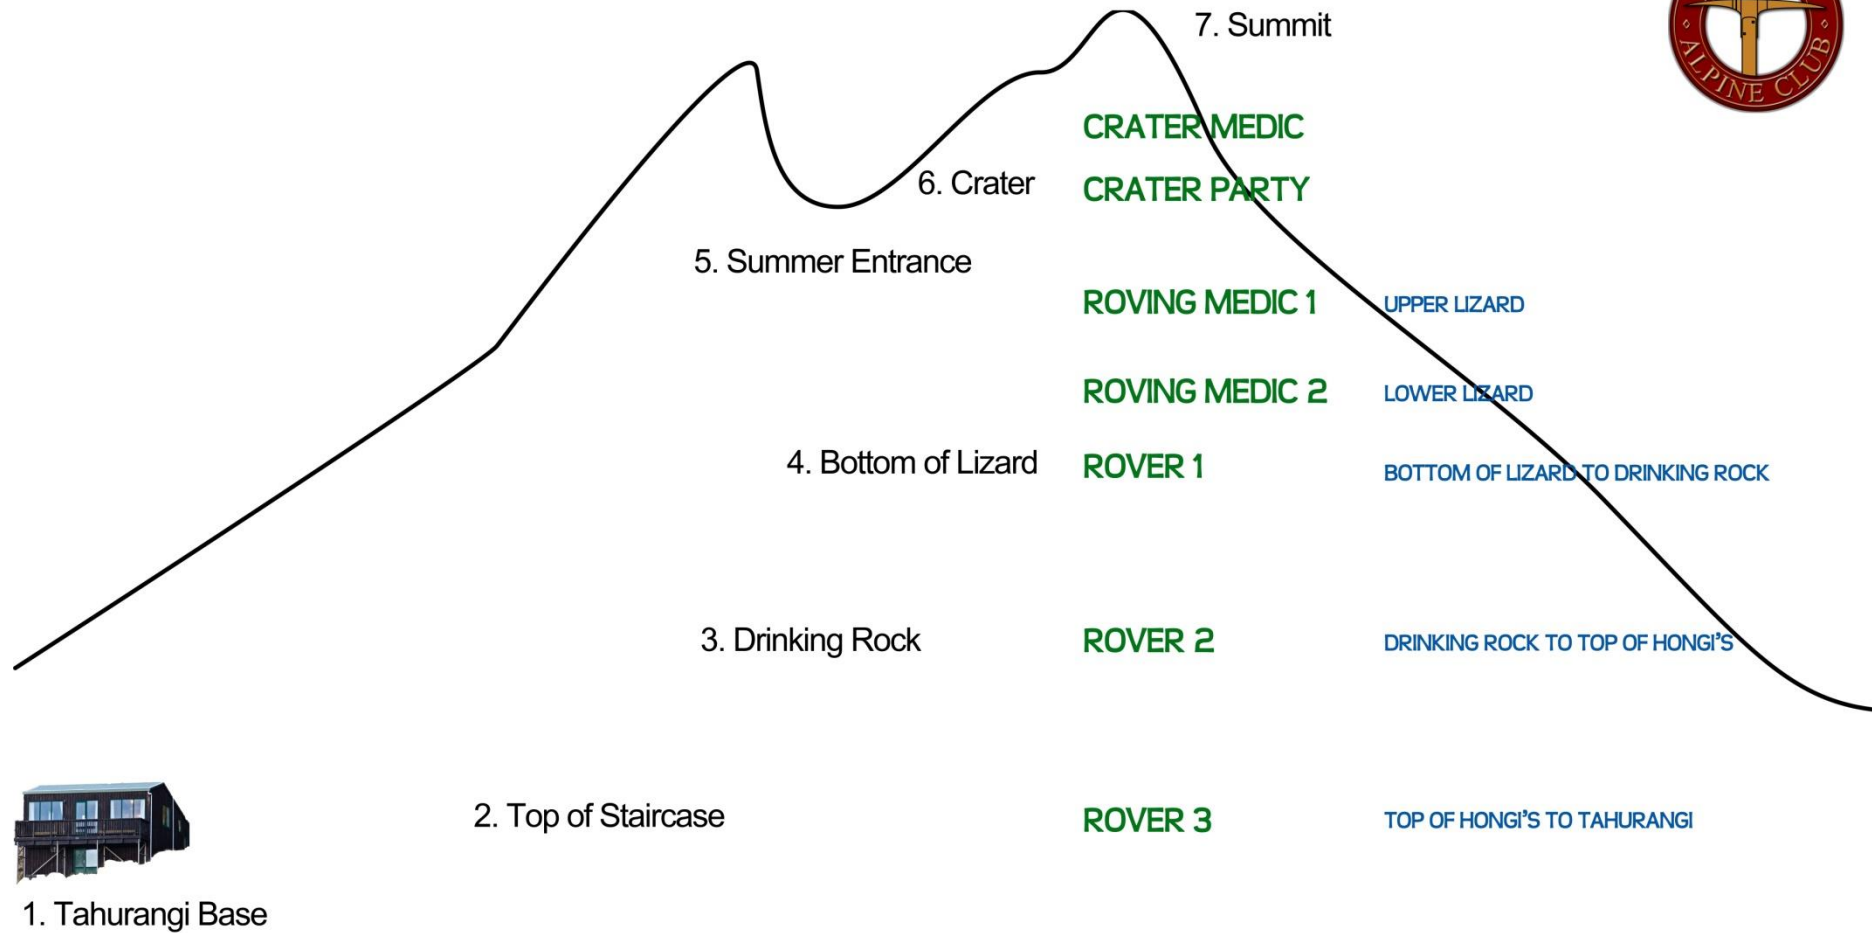 7. Summit
ALPINE CLUB
CRATER MEDIC
6. Crater
CRATER PARTY
5. Summer Entrance
ROVING MEDIC 1
UPPER LIZARD
ROVING MEDIC 2
LOWER LIZARD
4. Bottom of Lizard
ROVER 1
BOTTOM OF LIZARD TO DRINKING ROCK
3. Drinking Rock
ROVER 2
DRINKING ROCK TO TOP OF HONGI'S
2. Top of Staircase
ROVER 3
TOP OF HONGI'S TO TAHURANGI
1. Tahurangi Base